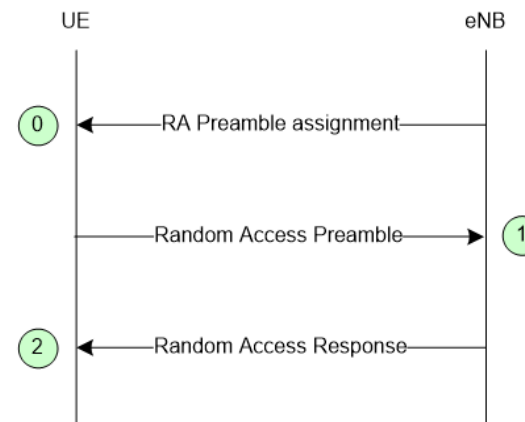 UE
eNB
0
RA Preamble assignment
Random Access Preamble
1
2
Random Access Response